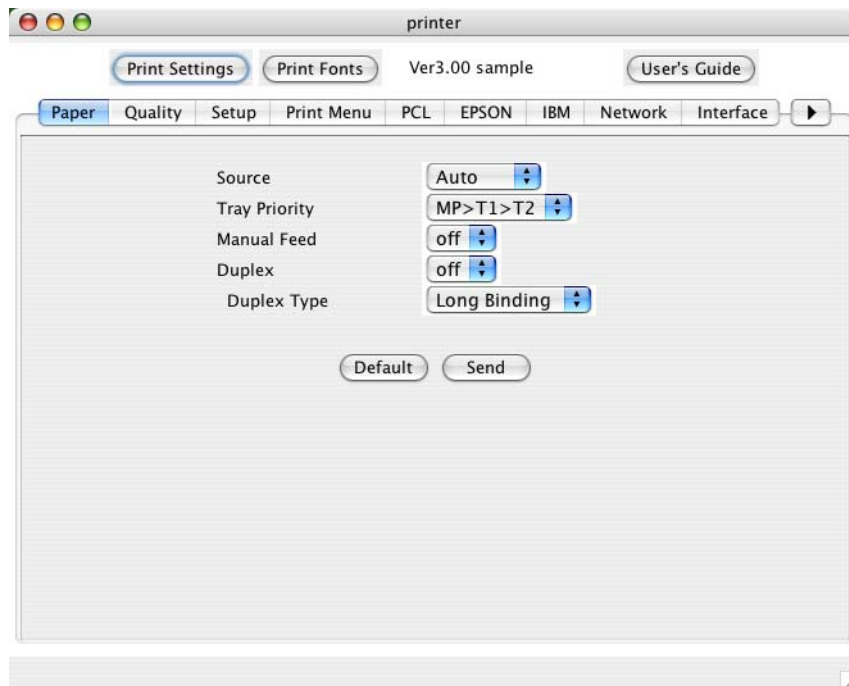 printer
Print Settings Print Fonts Ver3.00 sample User's Guide
Paper Quality Setup Print Menu PCL EPSON IBM Network Interface
Source Auto
Tray Priority MP>T1>T2
Manual Feed off
Duplex off
Duplex Type Long Binding
Default Send